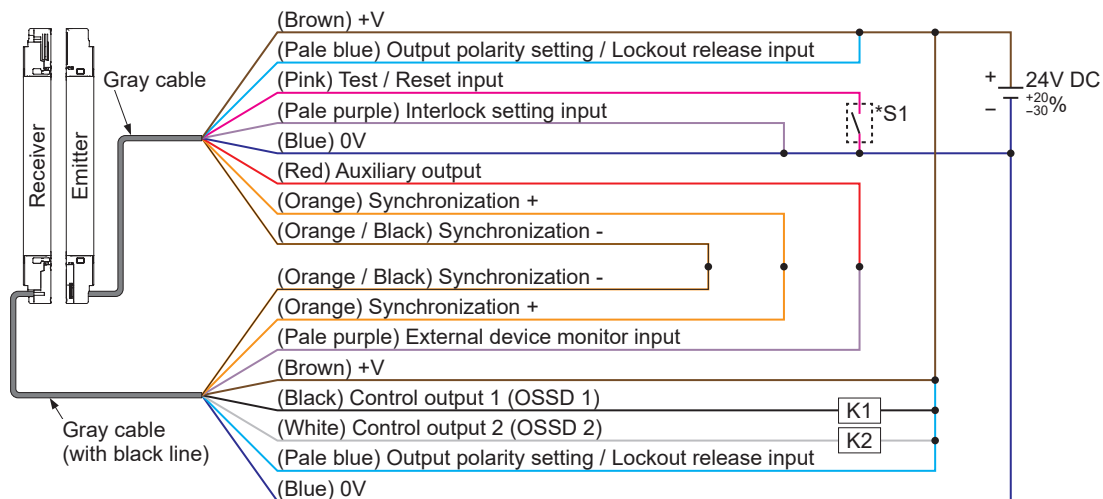 (Brown) +V
(Pale blue) Output polarity setting / Lockout release input
Gray cable
(Pink) Test / Reset input
+
24V DC
(Pale purple) Interlock setting input
*S1
−
+20
−30 %
(Blue) 0V
Receiver
Emitter
(Red) Auxiliary output
(Orange) Synchronization +
(Orange / Black) Synchronization -
(Orange / Black) Synchronization -
(Orange) Synchronization +
(Pale purple) External device monitor input
(Brown) +V
(Black) Control output 1 (OSSD 1)
K1
Gray cable
(with black line)
(White) Control output 2 (OSSD 2)
K2
(Pale blue) Output polarity setting / Lockout release input
(Blue) 0V